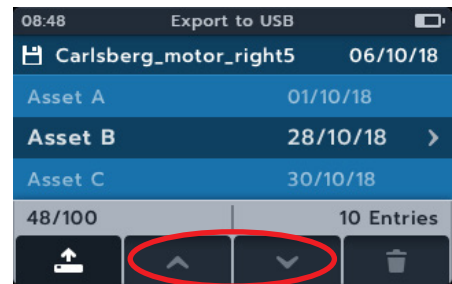 08:48 Export to USB
Carlsberg_motor_right5 06/10/18
Asset A 01/10/18
Asset B 28/10/18 >
Asset C 30/10/18
48/100 10 Entries